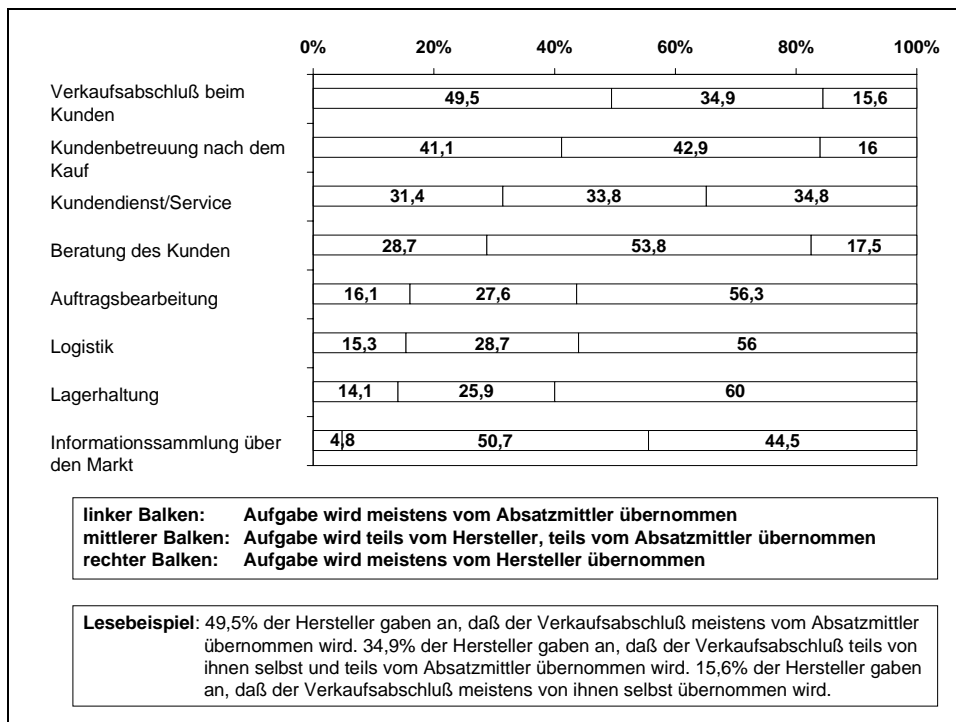 0% 20% 40% 60% 80% 100%
Verkaufsabschluß beim
Kunden
49,5 34,9 15,6
Kundenbetreuung nach dem
Kauf
41,1 42,9 16
Kundendienst/Service
31,4 33,8 34,8
Beratung des Kunden
28,7 53,8 17,5
Auftragsbearbeitung
16,1 27,6 56,3
Logistik
15,3 28,7 56
Lagerhaltung
14,1 25,9 60
Informationssammlung über
den Markt
4,8 50,7 44,5
linker Balken: Aufgabe wird meistens vom Absatzmittler übernommen
mittlerer Balken: Aufgabe wird teils vom Hersteller, teils vom Absatzmittler übernommen
rechter Balken: Aufgabe wird meistens vom Hersteller übernommen
Lesebeispiel: 49,5% der Hersteller gaben an, daß der Verkaufsabschluß meistens vom Absatzmittler
übernommen wird. 34,9% der Hersteller gaben an, daß der Verkaufsabschluß teils von
ihnen selbst und teils vom Absatzmittler übernommen wird. 15,6% der Hersteller gaben
an, daß der Verkaufsabschluß meistens von ihnen selbst übernommen wird.